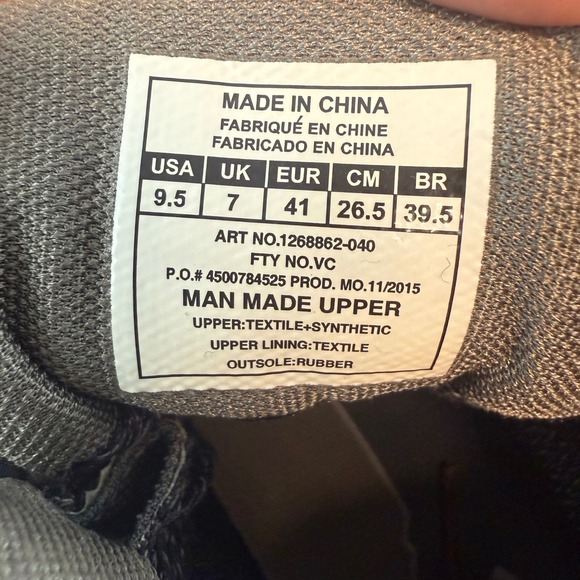 MADE IN CHINA
FABRIQUÉ EN CHINE
FABRICADO EN CHINA
USA UK EUR CM BR
9.5 7 41 26.5 39.5
ART NO.1268862-040
FTY NO.VC
P.O.# 4500784525 PROD. MO.11/2015
MAN MADE UPPER
UPPER:TEXTILE+SYNTHETIC
UPPER LINING:TEXTILE
OUTSOLE:RUBBER